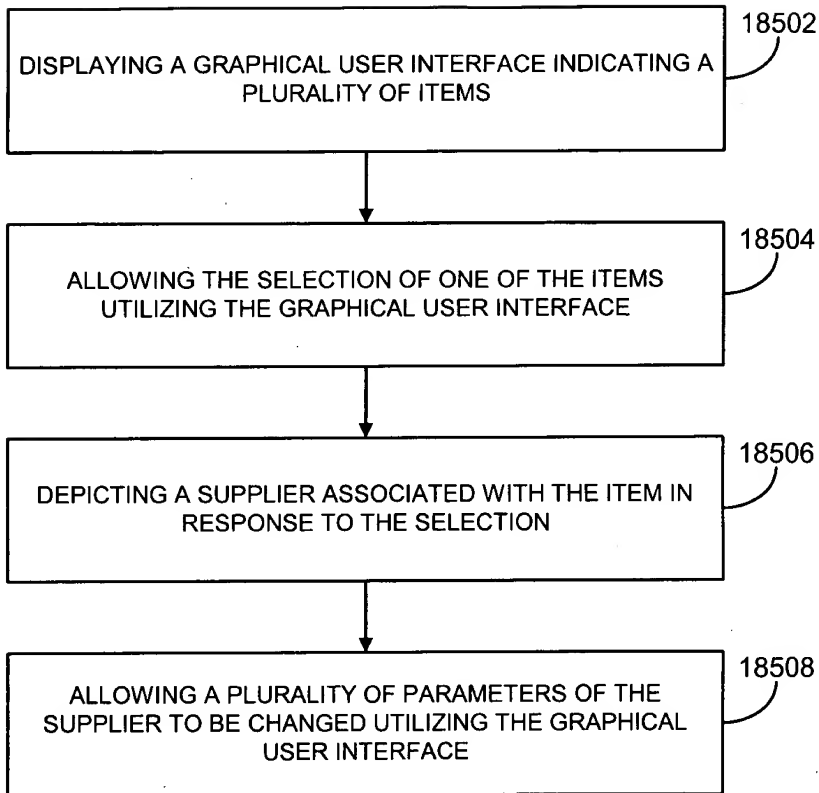 18502
DISPLAYING A GRAPHICAL USER INTERFACE INDICATING A
PLURALITY OF ITEMS
18504
ALLOWING THE SELECTION OF ONE OF THE ITEMS
UTILIZING THE GRAPHICAL USER INTERFACE
18506
DEPICTING A SUPPLIER ASSOCIATED WITH THE ITEM IN
RESPONSE TO THE SELECTION
18508
ALLOWING A PLURALITY OF PARAMETERS OF THE
SUPPLIER TO BE CHANGED UTILIZING THE GRAPHICAL
USER INTERFACE